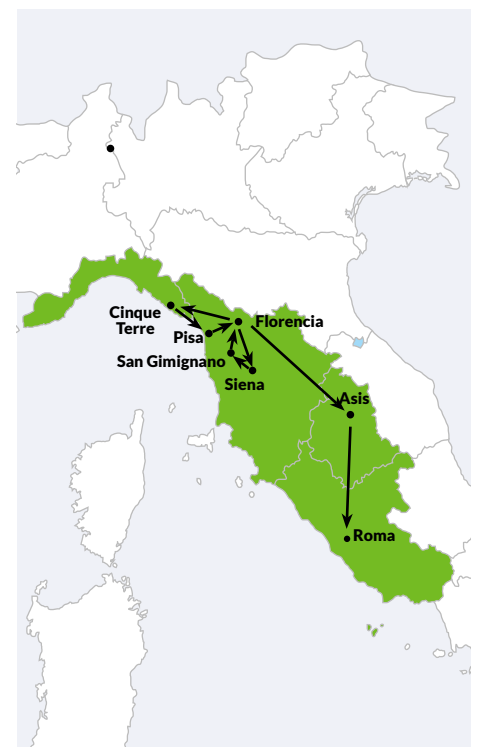 Cinque
Terre
Florencia
Pisa
San Gimignano
Siena
Asis
Roma